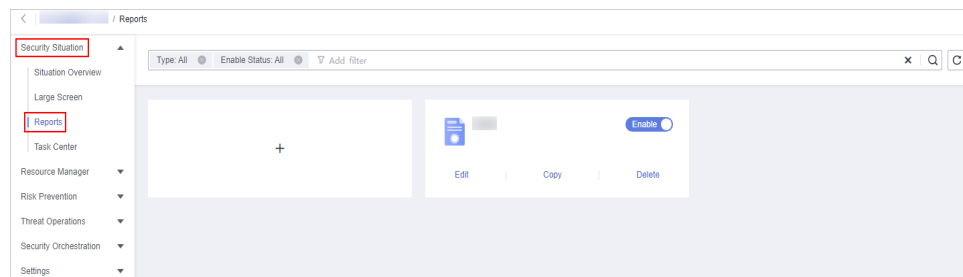 / Reports
Security Situation
Situation Overview
Large Screen
Reports
Task Center
Resource Manager
Risk Prevention
Threat Operations
Security Orchestration
Settings
Type: All Enable Status: All Add filter
Enable
+
Edit Copy Delete